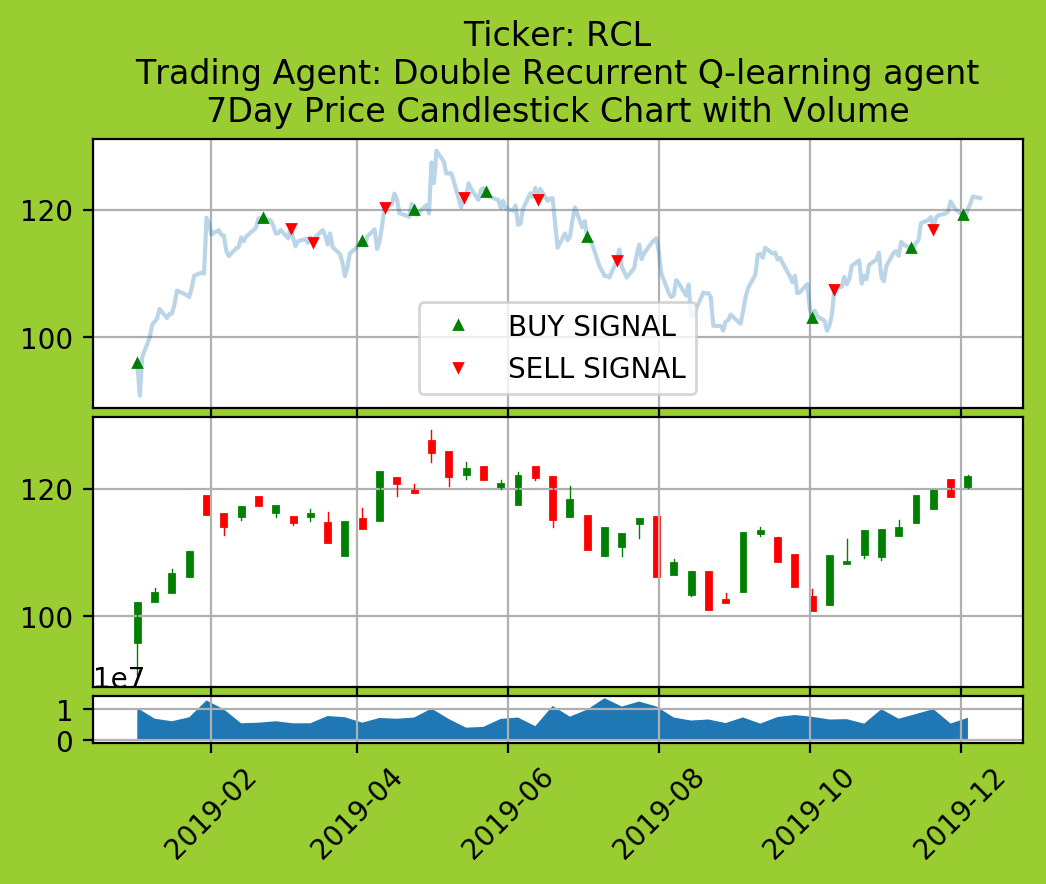 Ticker: RCL
Trading Agent: Double Recurrent Q-learning agent
7Day Price Candlestick Chart with Volume
120
100
BUY SIGNAL
SELL SIGNAL
120
100
1e7
1
0
2019-02
2019-04
2019-06
2019-08
2019-10
2019-12